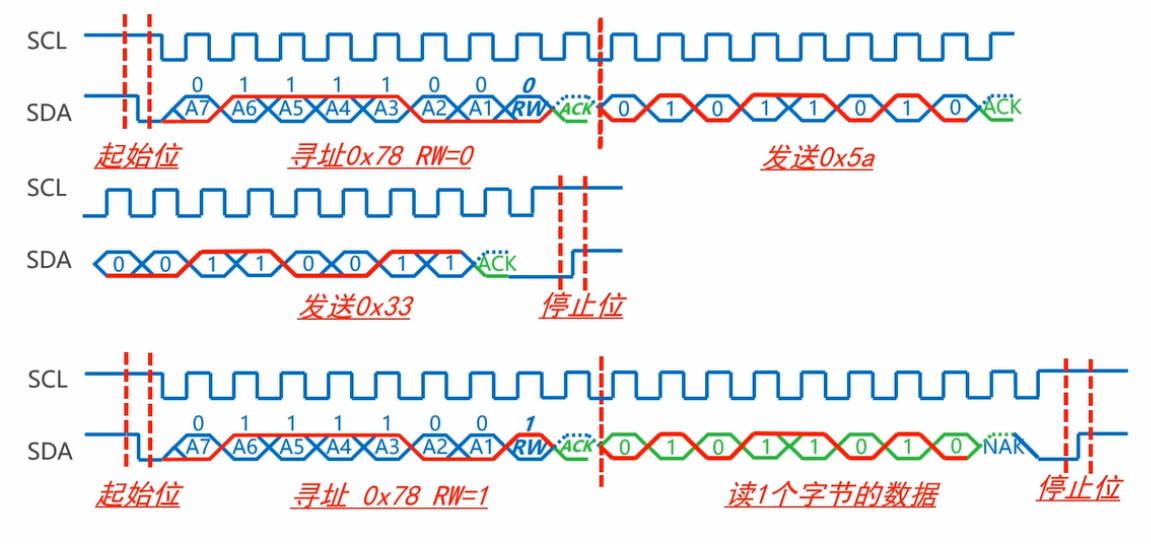 SCL
0 1 1 1 1 0 0 0
SDA A7 A6 A5 A4 A3 A2 A1 RW ACK 0 1 0 1 1 0 1 0 ACK
起始位 寻址0x78 RW=0 发送0x5a
SCL
SDA 0 0 1 1 0 0 1 1 ACK
发送0x33 停止位
SCL
0 1 1 1 1 0 0 1
SDA A7 A6 A5 A4 A3 A2 A1 RW ACK 0 1 0 1 1 0 1 0 NAK
起始位 寻址 0x78 RW=1 读1个字节的数据 停止位